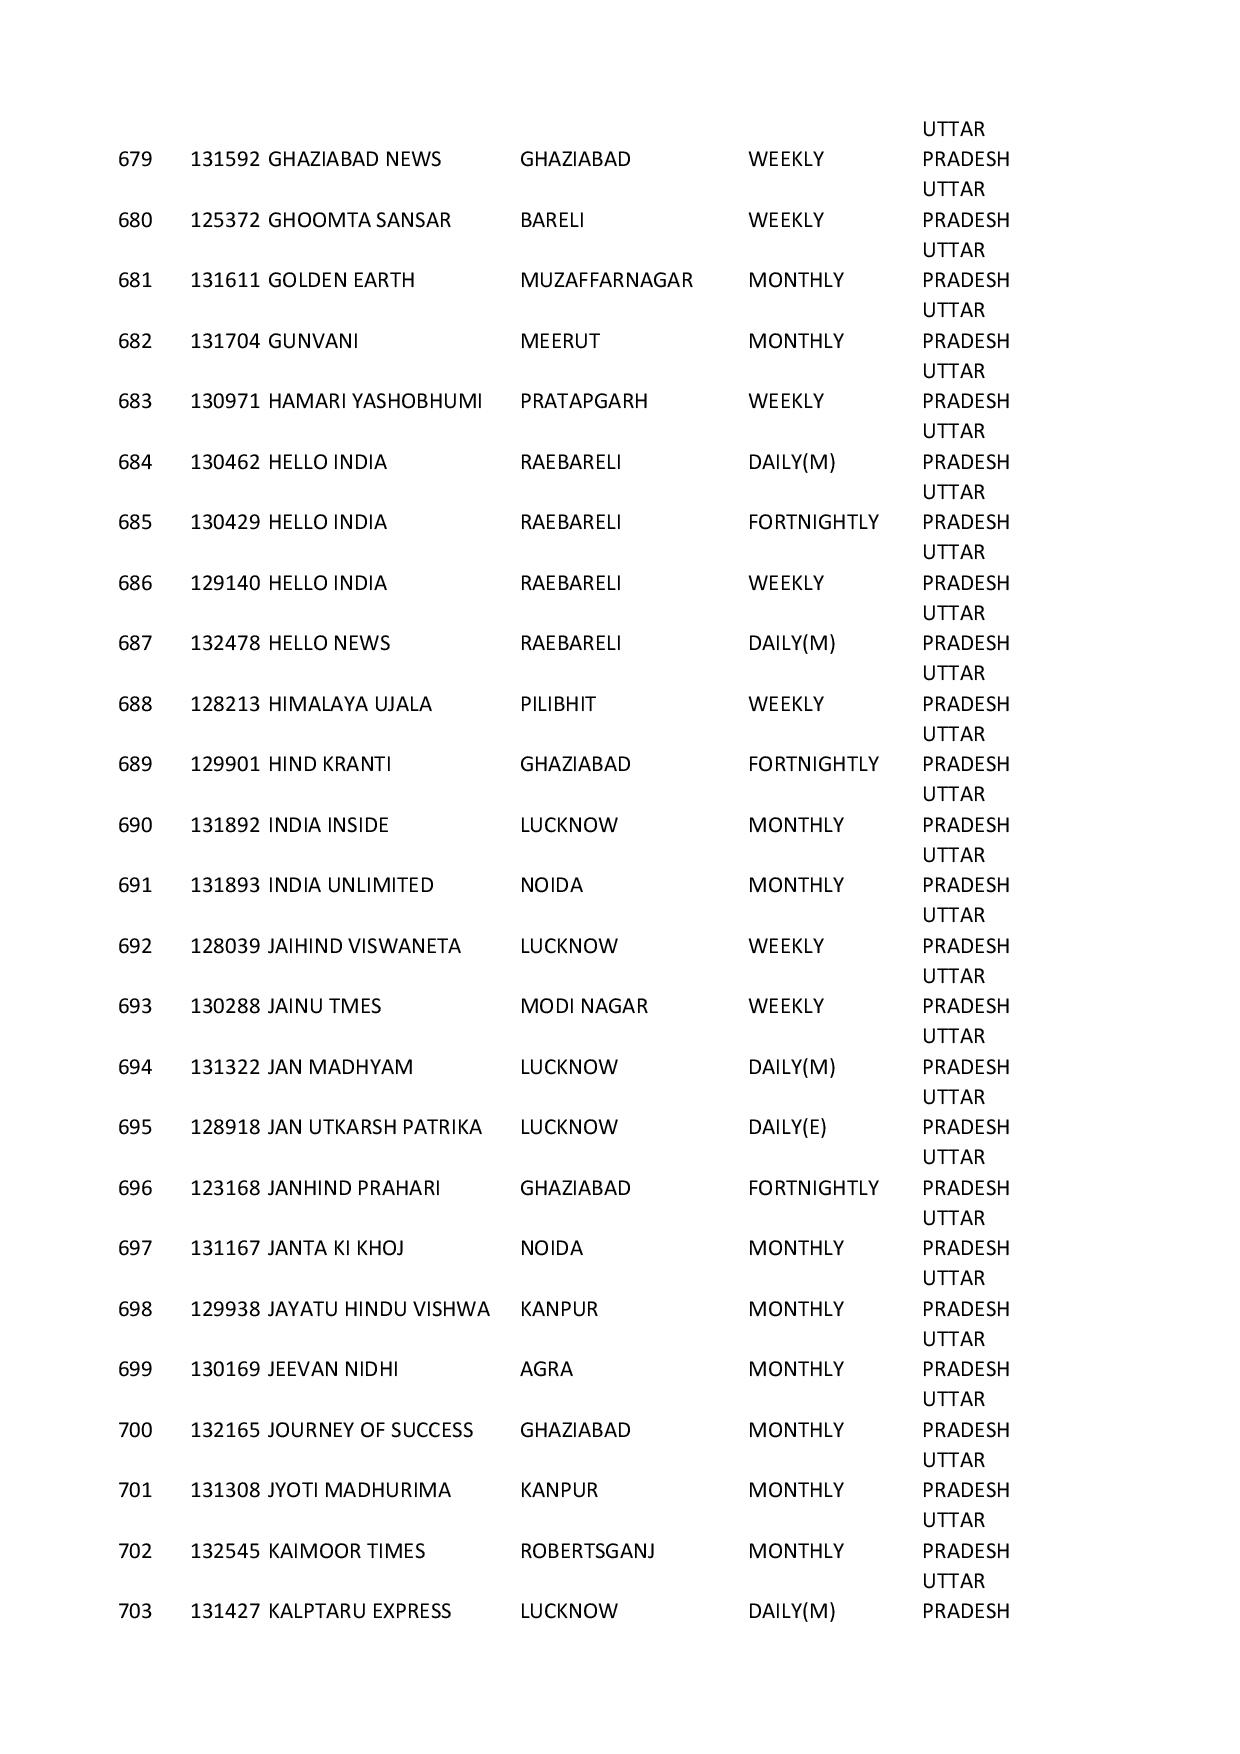 UTTAR
679 131592 GHAZIABAD NEWS GHAZIABAD WEEKLY PRADESH
UTTAR
680 125372 GHOOMTA SANSAR BARELI WEEKLY PRADESH
UTTAR
681 131611 GOLDEN EARTH MUZAFFARNAGAR MONTHLY PRADESH
UTTAR
682 131704 GUNVANI MEERUT MONTHLY PRADESH
UTTAR
683 130971 HAMARI YASHOBHUMI PRATAPGARH WEEKLY PRADESH
UTTAR
684 130462 HELLO INDIA RAEBARELI DAILY(M) PRADESH
UTTAR
685 130429 HELLO INDIA RAEBARELI FORTNIGHTLY PRADESH
UTTAR
686 129140 HELLO INDIA RAEBARELI WEEKLY PRADESH
UTTAR
687 132478 HELLO NEWS RAEBARELI DAILY(M) PRADESH
UTTAR
688 128213 HIMALAYA UJALA PILIBHIT WEEKLY PRADESH
UTTAR
689 129901 HIND KRANTI GHAZIABAD FORTNIGHTLY PRADESH
UTTAR
690 131892 INDIA INSIDE LUCKNOW MONTHLY PRADESH
UTTAR
691 131893 INDIA UNLIMITED NOIDA MONTHLY PRADESH
UTTAR
692 128039 JAIHIND VISWANETA LUCKNOW WEEKLY PRADESH
UTTAR
693 130288 JAINU TMES MODI NAGAR WEEKLY PRADESH
UTTAR
694 131322 JAN MADHYAM LUCKNOW DAILY(M) PRADESH
UTTAR
695 128918 JAN UTKARSH PATRIKA LUCKNOW DAILY(E) PRADESH
UTTAR
696 123168 JANHIND PRAHARI GHAZIABAD FORTNIGHTLY PRADESH
UTTAR
697 131167 JANTA KI KHOJ NOIDA MONTHLY PRADESH
UTTAR
698 129938 JAYATU HINDU VISHWA KANPUR MONTHLY PRADESH
UTTAR
699 130169 JEEVAN NIDHI AGRA MONTHLY PRADESH
UTTAR
700 132165 JOURNEY OF SUCCESS GHAZIABAD MONTHLY PRADESH
UTTAR
701 131308 JYOTI MADHURIMA KANPUR MONTHLY PRADESH
UTTAR
702 132545 KAIMOOR TIMES ROBERTSGANJ MONTHLY PRADESH
UTTAR
703 131427 KALPTARU EXPRESS LUCKNOW DAILY(M) PRADESH